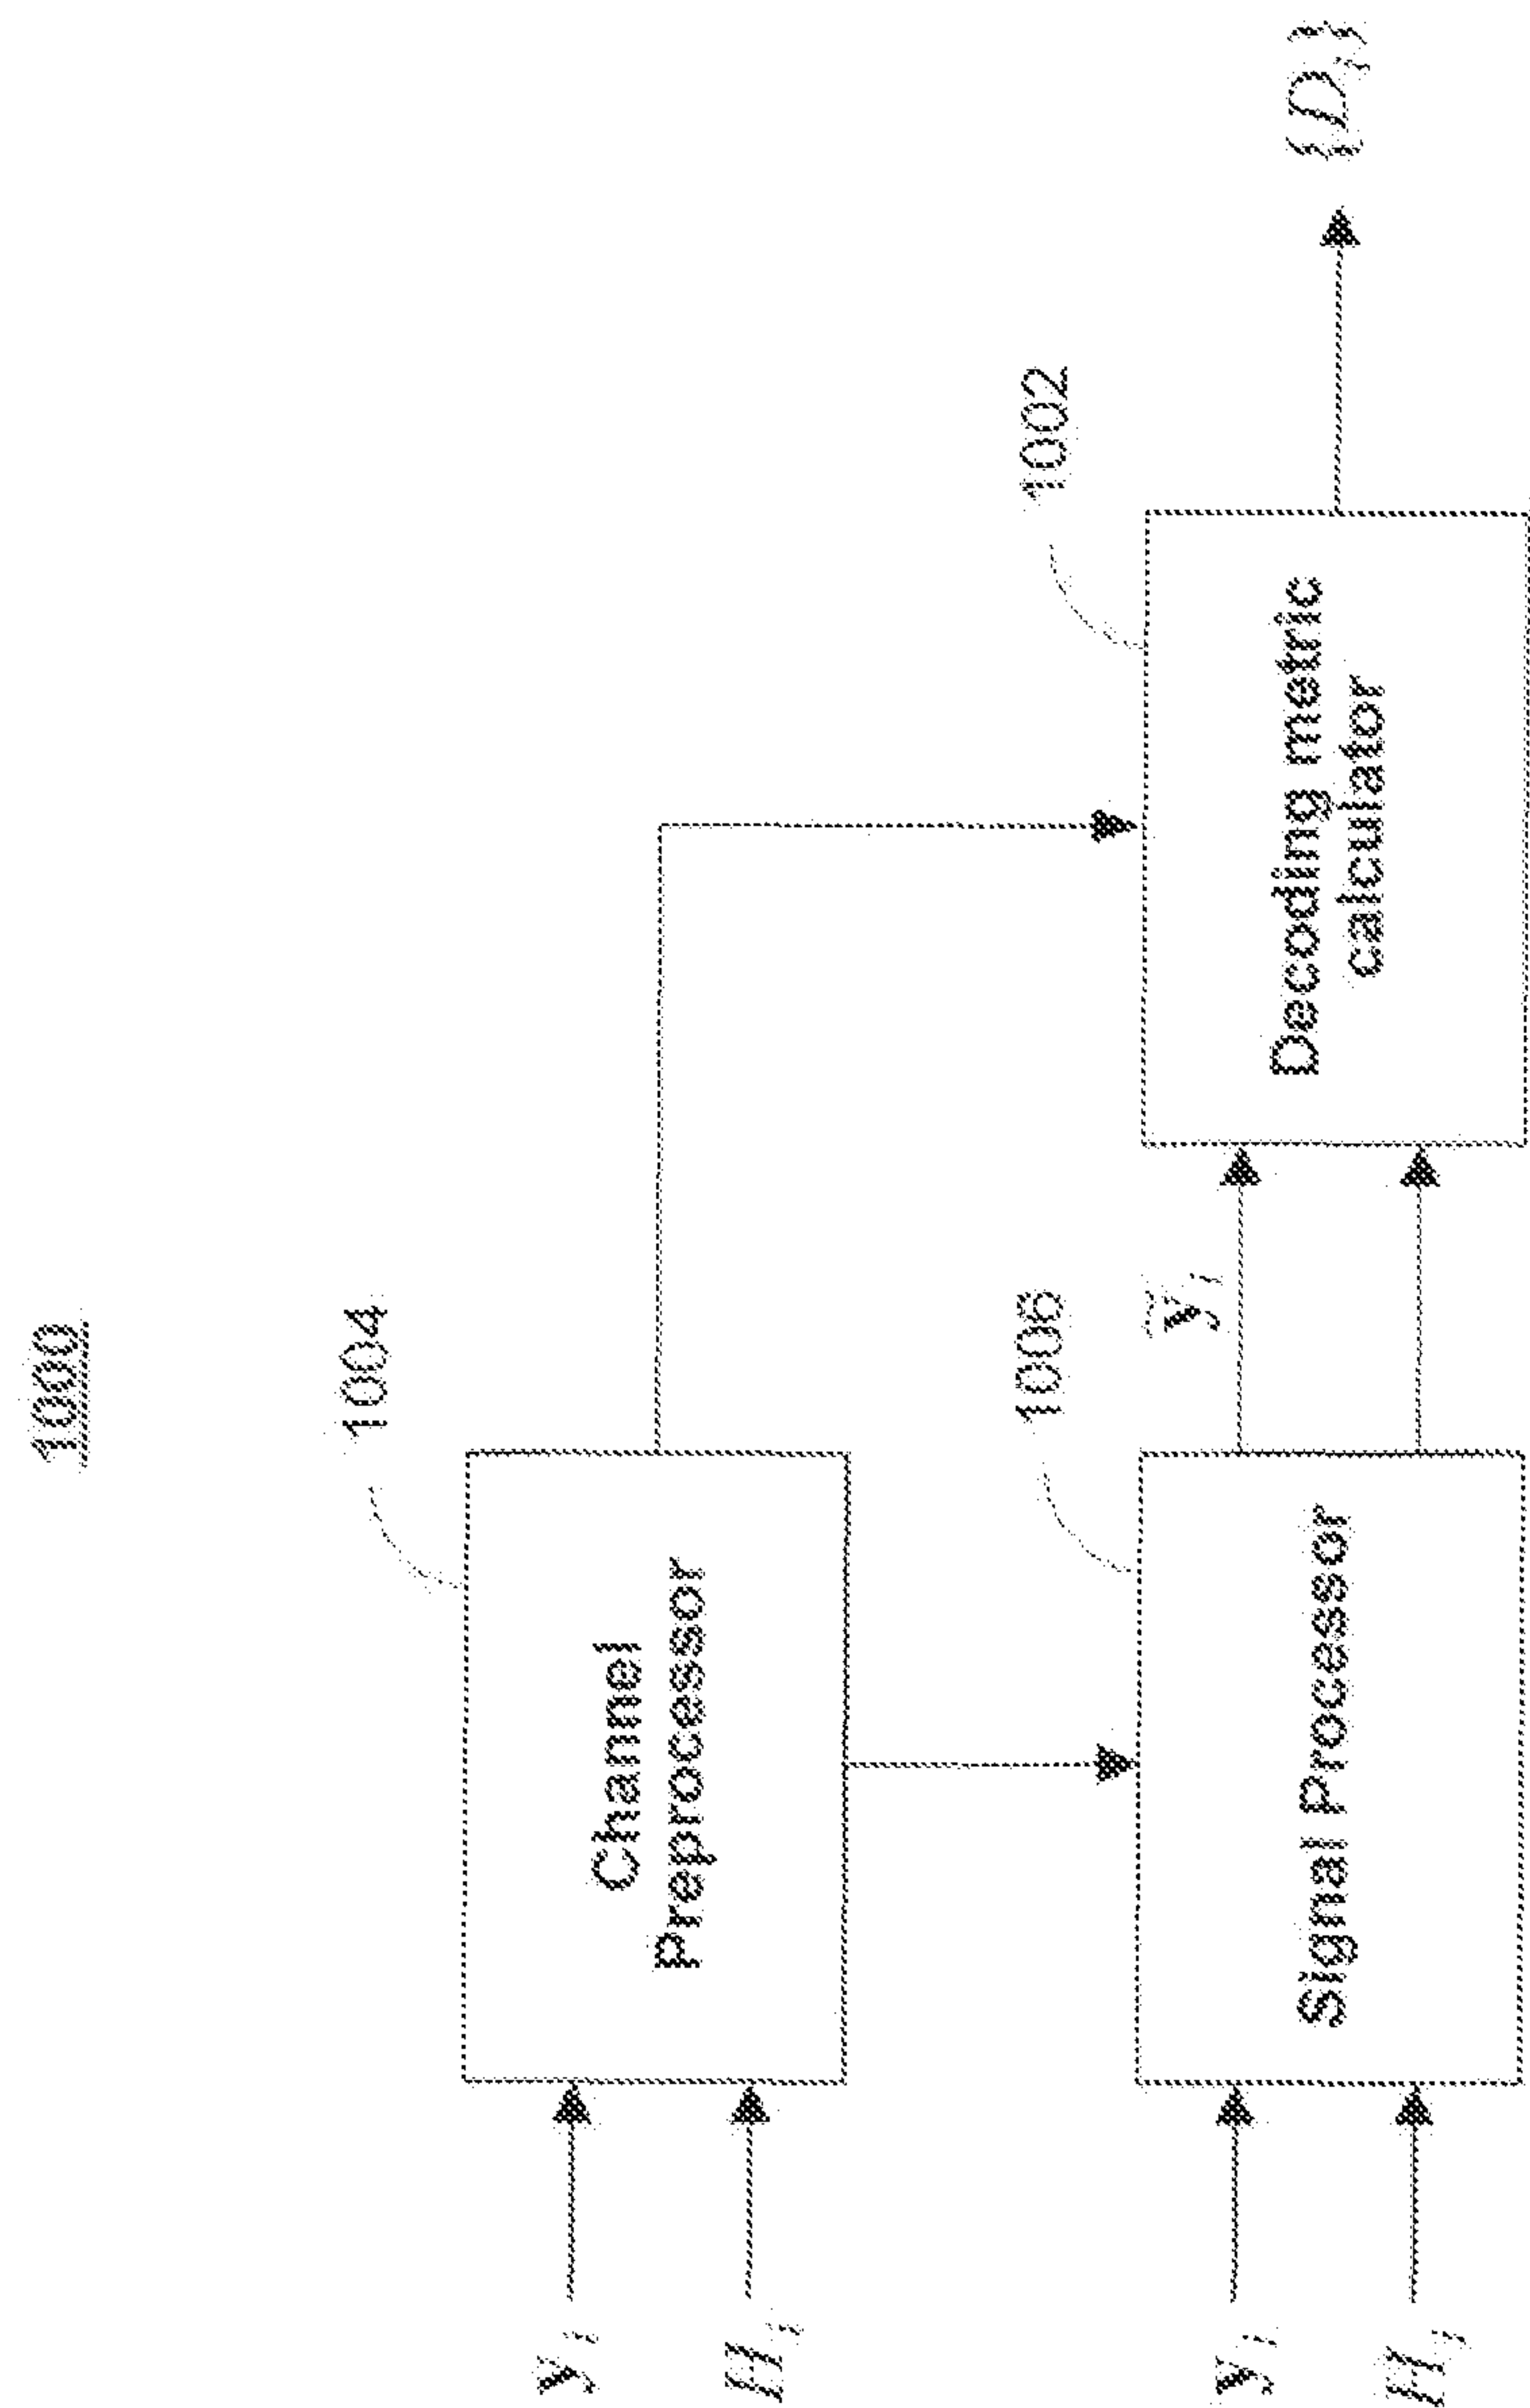 1000
1004
Channel
Preprocessor
y_i
H_i
1006
Signal Processor
y_i
H_i
ỹ_i
1002
Decoding metric
calculator
{D_i}